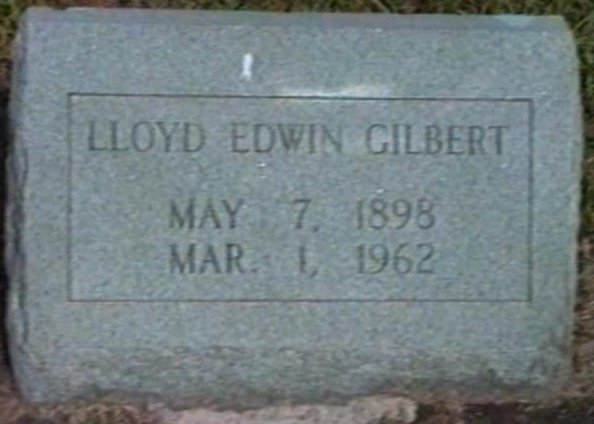 LLOYD EDWIN GILBERT
MAY 7, 1898
MAR. 1, 1962